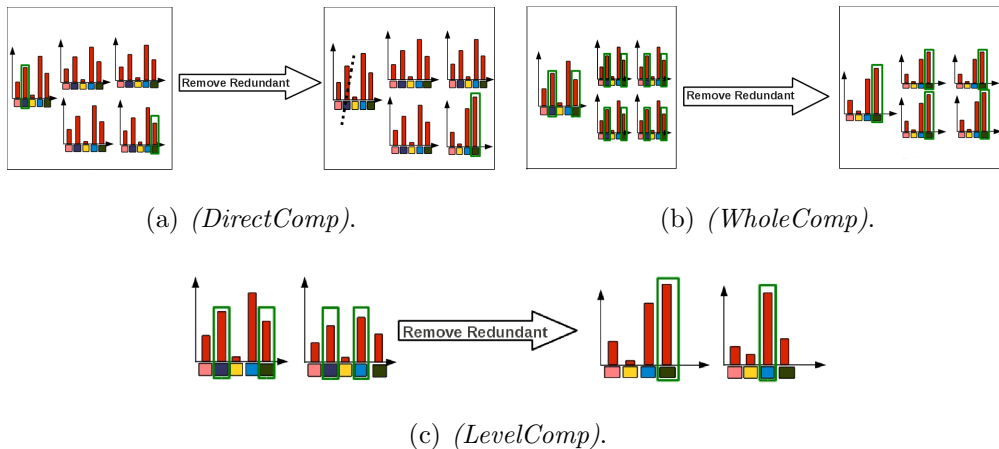 Remove Redundant
Remove Redundant
(a) (DirectComp).
(b) (WholeComp).
Remove Redundant
(c) (LevelComp).